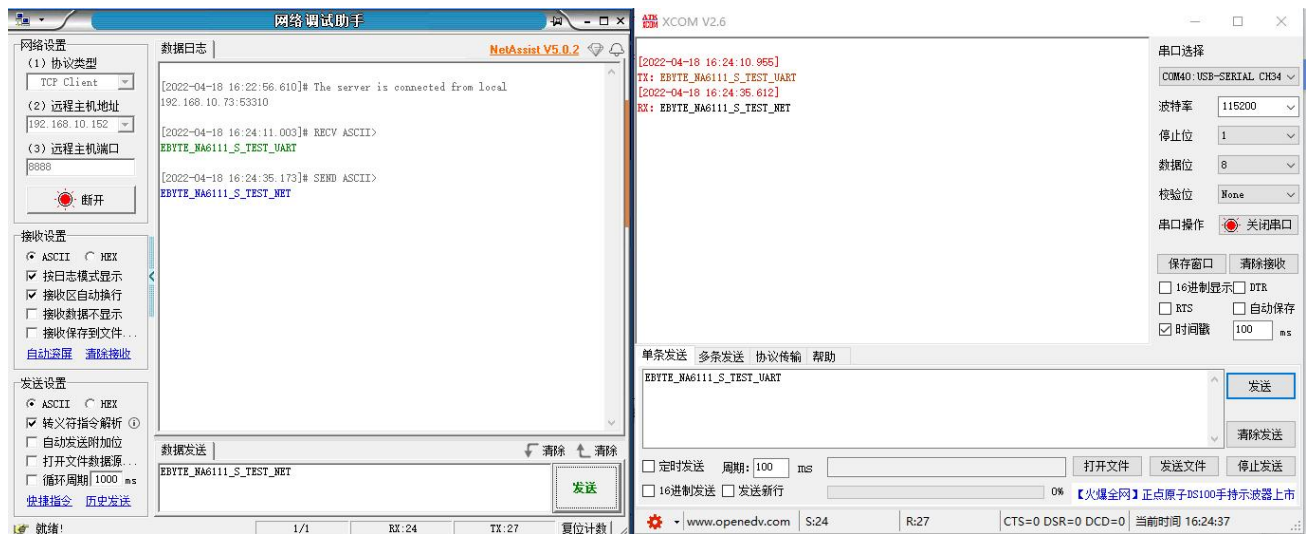 网络调试助手
网络设置
(1) 协议类型
TCP Client
(2) 远程主机地址
192.168.10.152
(3) 远程主机端口
8888
断开
接收设置
ASCII HEX
按日志模式显示
接收区自动换行
接收数据不显示
接收保存到文件...
自动滚屏 清除接收
发送设置
ASCII HEX
转义符指令解析
自动发送附加位
打开文件数据源...
循环周期 1000 ms
快捷指令 历史发送
数据日志 NetAssist V5.0.2
[2022-04-18 16:22:56.610]# The server is connected from local
192.168.10.73:53310
[2022-04-18 16:24:11.003]# RECV ASCII>
EBYTE_NA6111_S_TEST_UART
[2022-04-18 16:24:35.173]# SEND ASCII>
EBYTE_NA6111_S_TEST_NET
数据发送 清除 清除
EBYTE_NA6111_S_TEST_NET
发送
就绪! 1/1 RX:24 TX:27 复位计数
ATK XCOM V2.6
[2022-04-18 16:24:10.955]
TX: EBYTE_NA6111_S_TEST_UART
[2022-04-18 16:24:35.612]
RX: EBYTE_NA6111_S_TEST_NET
串口选择
COM40:USB-SERIAL CH34
波特率 115200
停止位 1
数据位 8
校验位 None
串口操作 关闭串口
保存窗口 清除接收
16进制显示 DTR
RTS 自动保存
时间戳 100 ms
单条发送 多条发送 协议传输 帮助
EBYTE_NA6111_S_TEST_UART
发送
清除发送
定时发送 周期: 100 ms 打开文件 发送文件 停止发送
16进制发送 发送新行 0% 【火爆全网】正点原子DS100手持示波器上市
www.openedv.com S:24 R:27 CTS=0 DSR=0 DCD=0 当前时间 16:24:37